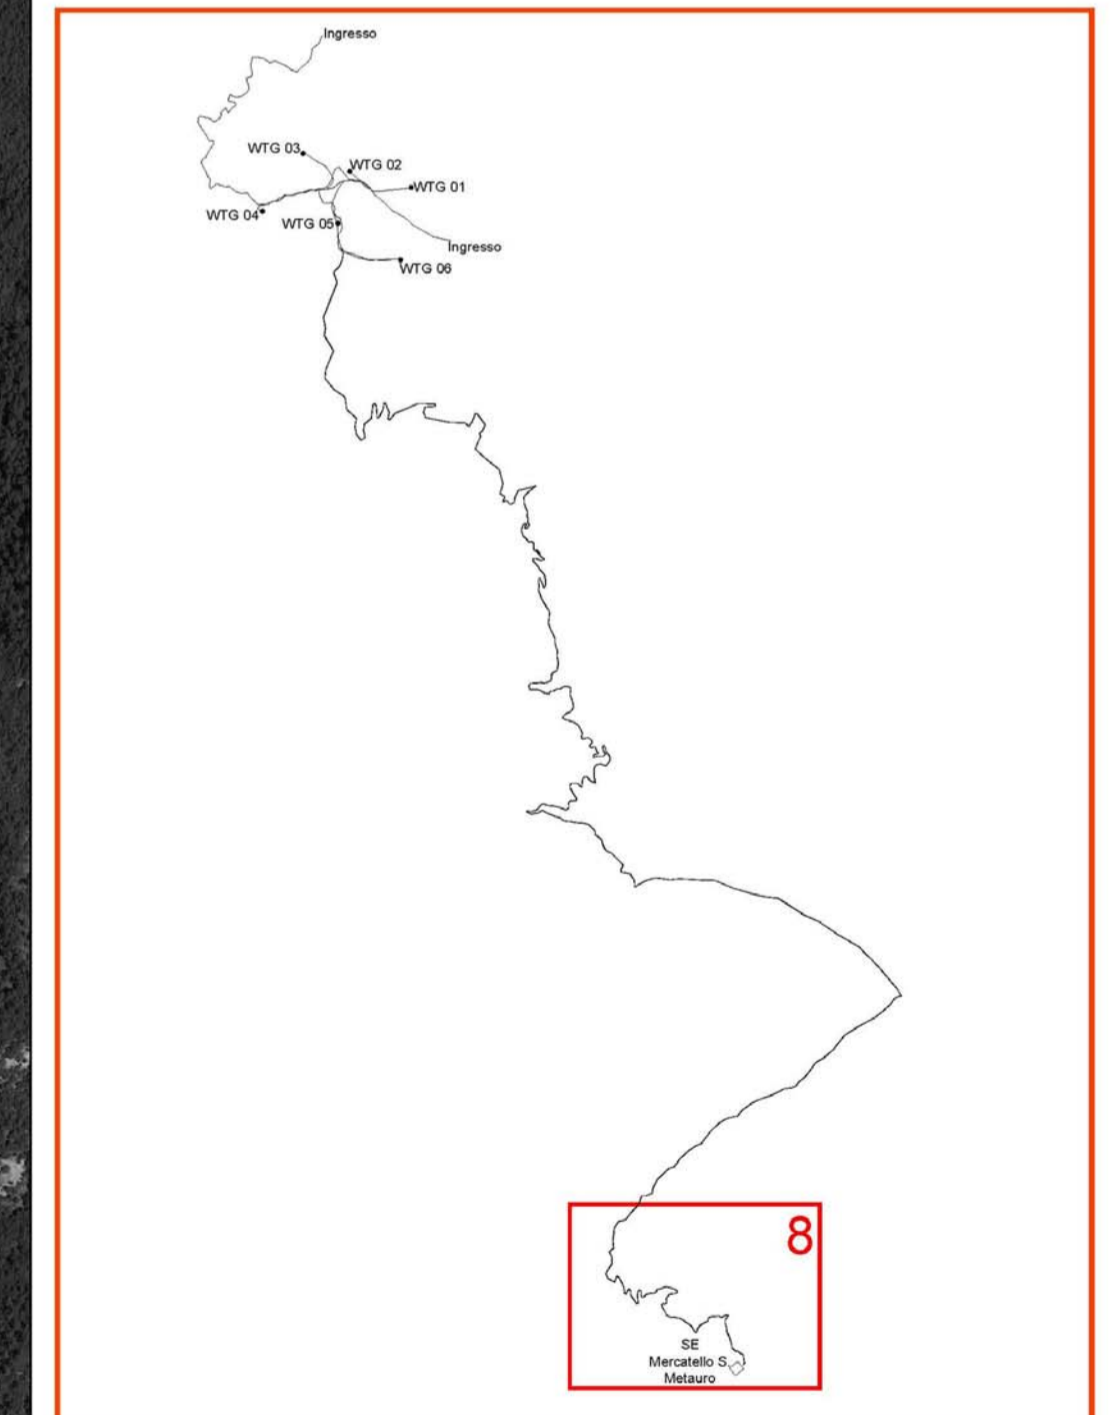 Ingresso
WTG 03
WTG 02
WTG 01
WTG 04
WTG 05
Ingresso
WTG 06
8
SE
Mercatello S.
Metauro